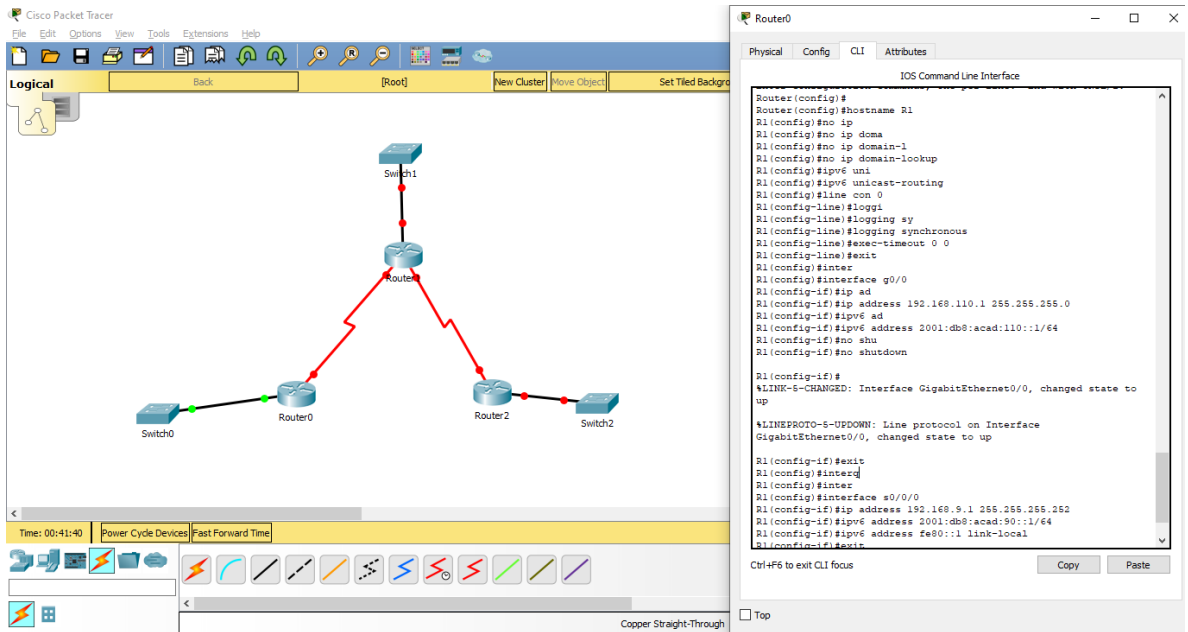 Cisco Packet Tracer
File Edit Options View Tools Extensions Help
Logical
Back
[Root]
New Cluster
Move Object
Set Tiled Backgro
Switch1
Router
Router0
Switch0
Router2
Switch2
Time: 00:41:40
Power Cycle Devices
Fast Forward Time
Copper Straight-Through
Router0
Physical Config CLI Attributes
IOS Command Line Interface
Router(config)#
Router(config)#hostname R1
R1(config)#no ip
R1(config)#no ip doma
R1(config)#no ip domain-l
R1(config)#no ip domain-lookup
R1(config)#ipv6 uni
R1(config)#ipv6 unicast-routing
R1(config)#line con 0
R1(config-line)#loggi
R1(config-line)#logging sy
R1(config-line)#logging synchronous
R1(config-line)#exec-timeout 0 0
R1(config-line)#exit
R1(config)#inter
R1(config)#interface g0/0
R1(config-if)#ip ad
R1(config-if)#ip address 192.168.110.1 255.255.255.0
R1(config-if)#ipv6 ad
R1(config-if)#ipv6 address 2001:db8:acad:110::1/64
R1(config-if)#no shu
R1(config-if)#no shutdown
R1(config-if)#
%LINK-5-CHANGED: Interface GigabitEthernet0/0, changed state to
up
%LINEPROTO-5-UPDOWN: Line protocol on Interface
GigabitEthernet0/0, changed state to up
R1(config-if)#exit
R1(config)#interq
R1(config)#inter
R1(config)#interface s0/0/0
R1(config-if)#ip address 192.168.9.1 255.255.255.252
R1(config-if)#ipv6 address 2001:db8:acad:90::1/64
R1(config-if)#ipv6 address fe80::1 link-local
R1(config-if)#exit
Ctrl+F6 to exit CLI focus
Copy
Paste
Top